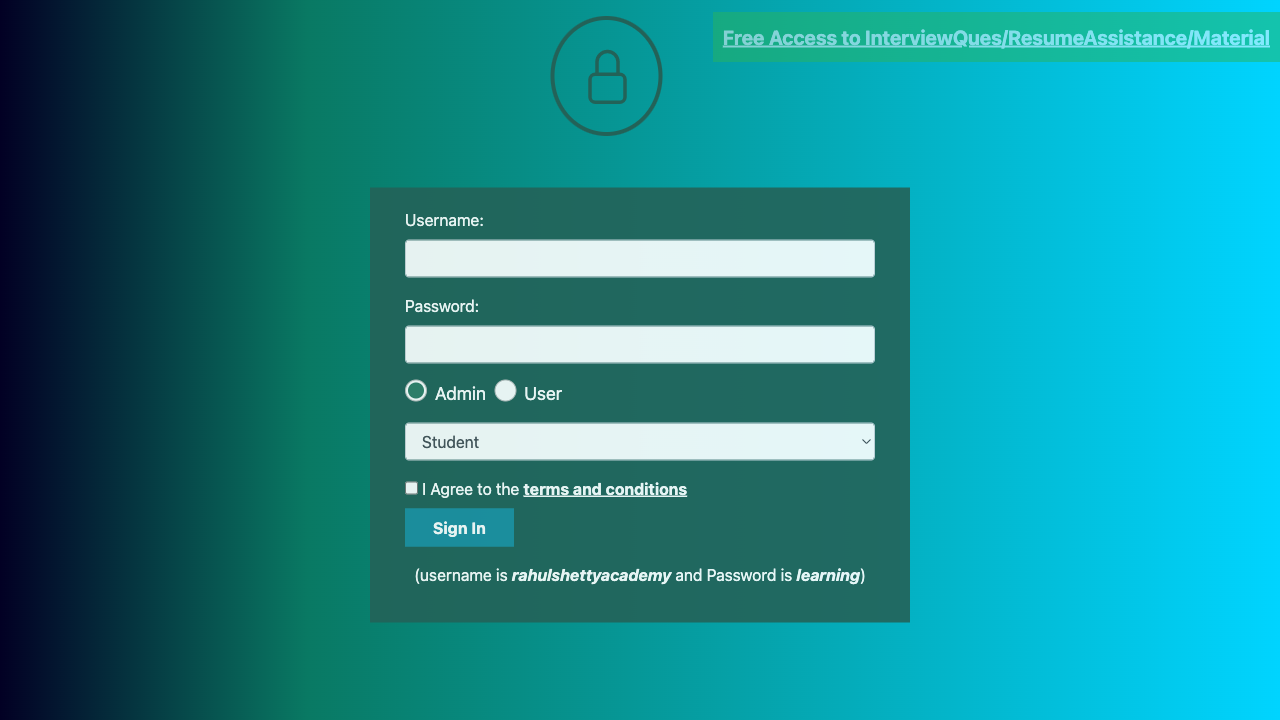 Free Access to InterviewQues/ResumeAssistance/Material
Username:
Password:
Admin User
Student
I Agree to the terms and conditions
Sign In
(username is rahulshettyacademy and Password is learning)